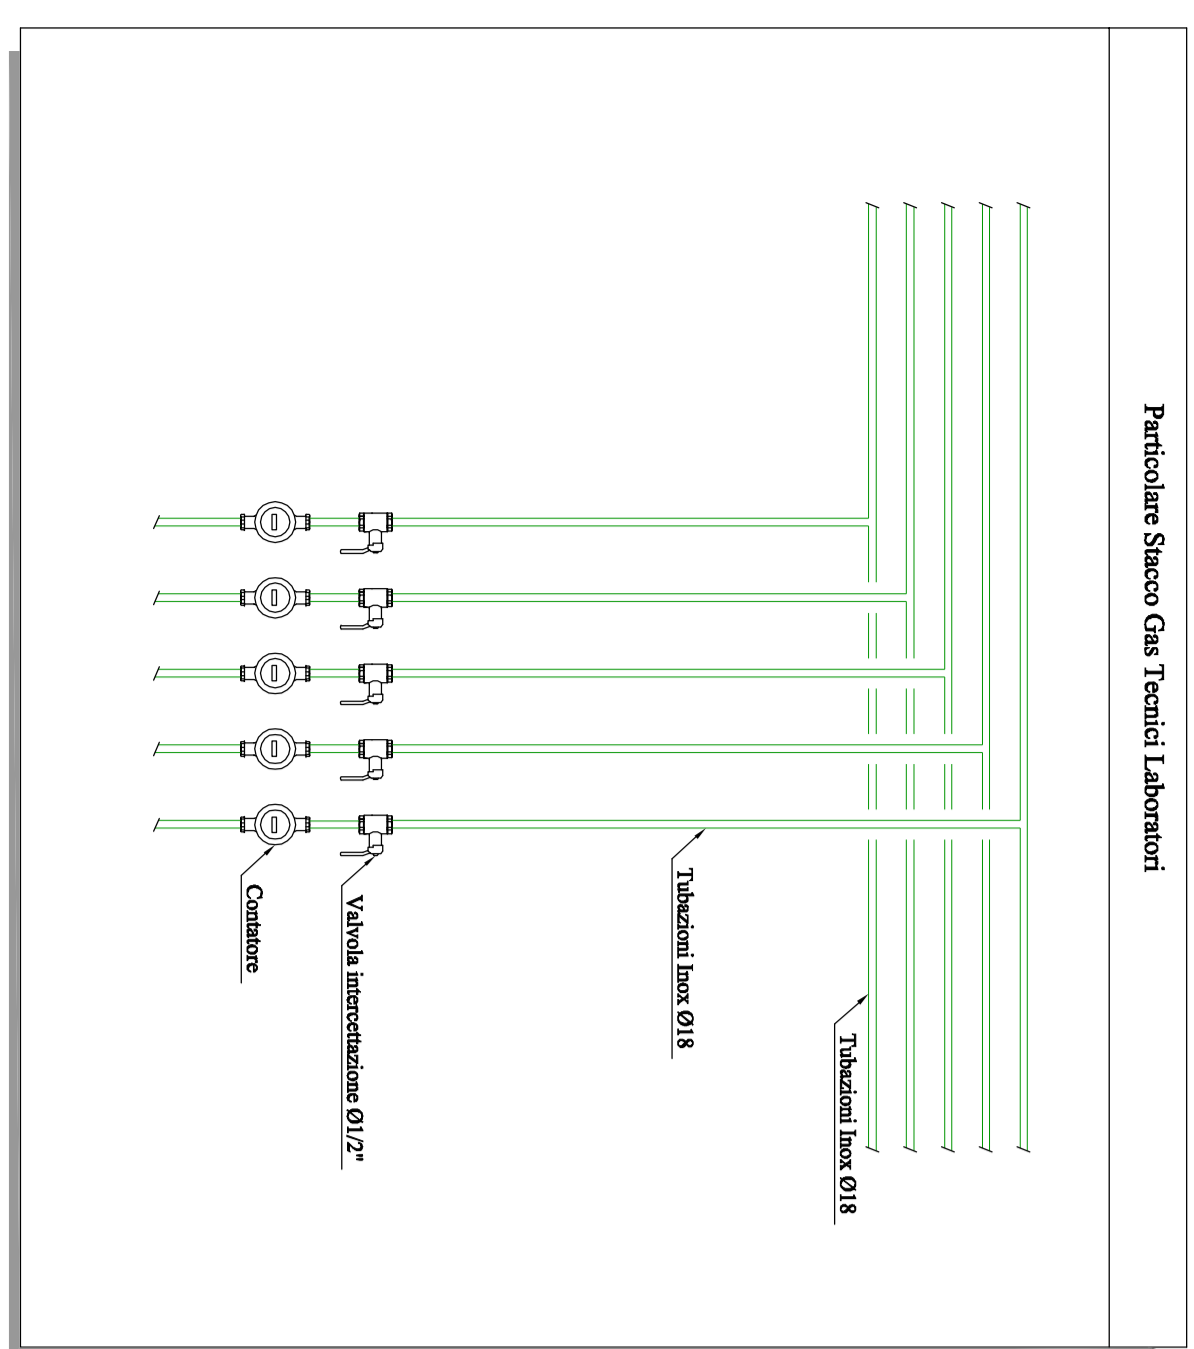 Particolare Stacco Gas Tecnici Laboratori
Tubazioni Inox Ø18
Tubazioni Inox Ø18
Valvola intercettazione Ø1/2"
Contatore